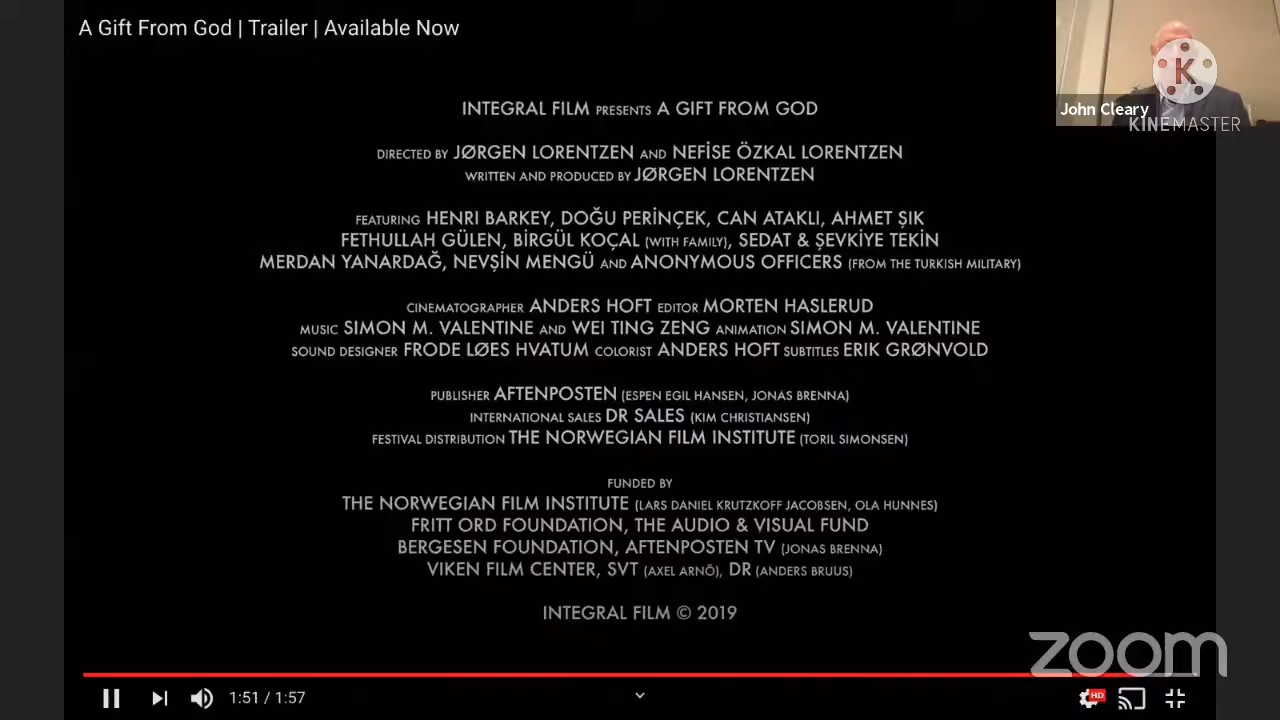 A Gift From God | Trailer | Available Now
John Cleary
K
KINEMASTER
INTEGRAL FILM PRESENTS A GIFT FROM GOD
DIRECTED BY JØRGEN LORENTZEN AND NEFİSE ÖZKAL LORENTZEN
WRITTEN AND PRODUCED BY JØRGEN LORENTZEN
FEATURING HENRI BARKEY, DOĞU PERİNÇEK, CAN ATAKLI, AHMET ŞIK
FETHULLAH GÜLEN, BİRGÜL KOÇAL (WITH FAMILY), SEDAT & ŞEVKİYE TEKİN
MERDAN YANARDAĞ, NEVŞİN MENGÜ AND ANONYMOUS OFFICERS (FROM THE TURKISH MILITARY)
CINEMATOGRAPHER ANDERS HOFT EDITOR MORTEN HASLERUD
MUSIC SIMON M. VALENTINE AND WEI TING ZENG ANIMATION SIMON M. VALENTINE
SOUND DESIGNER FRODE LØES HVATUM COLORIST ANDERS HOFT SUBTITLES ERIK GRØNVOLD
PUBLISHER AFTENPOSTEN (ESPEN EGIL HANSEN, JONAS BRENNA)
INTERNATIONAL SALES DR SALES (KIM CHRISTIANSEN)
FESTIVAL DISTRIBUTION THE NORWEGIAN FILM INSTITUTE (TORIL SIMONSEN)
FUNDED BY
THE NORWEGIAN FILM INSTITUTE (LARS DANIEL KRUTZKOFF JACOBSEN, OLA HUNNES)
FRITT ORD FOUNDATION, THE AUDIO & VISUAL FUND
BERGESEN FOUNDATION, AFTENPOSTEN TV (JONAS BRENNA)
VIKEN FILM CENTER, SVT (AXEL ARNÖ), DR (ANDERS BRUUS)
INTEGRAL FILM © 2019
zoom
1:51 / 1:57
HD